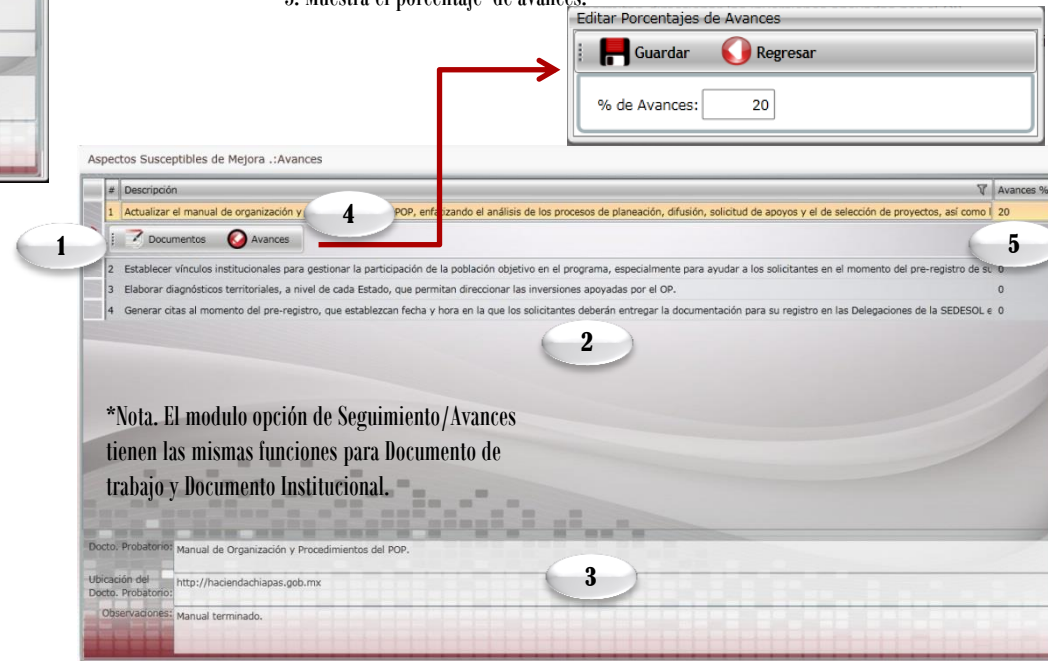 5. Muestra el porcentaje de avances.
Editar Porcentajes de Avances
Guardar Regresar
% de Avances: 20
Aspectos Susceptibles de Mejora .:Avances
# Descripción Avances %
1 Actualizar el manual de organización y POP, enfatizando el análisis de los procesos de planeación, difusión, solicitud de apoyos y el de selección de proyectos, así como 20
4
1
Documentos Avances
5
2 Establecer vínculos institucionales para gestionar la participación de la población objetivo en el programa, especialmente para ayudar a los solicitantes en el momento del pre-registro de 0
3 Elaborar diagnósticos territoriales, a nivel de cada Estado, que permitan direccionar las inversiones apoyadas por el OP. 0
4 Generar citas al momento del pre-registro, que establezcan fecha y hora en la que los solicitantes deberán entregar la documentación para su registro en las Delegaciones de la SEDESOL e 0
2
*Nota. El modulo opción de Seguimiento/Avances
tienen las mismas funciones para Documento de
trabajo y Documento Institucional.
Docto. Probatorio: Manual de Organización y Procedimientos del POP.
Ubicación del
Docto. Probatorio: http://haciendachiapas.gob.mx
3
Observaciones: Manual terminado.